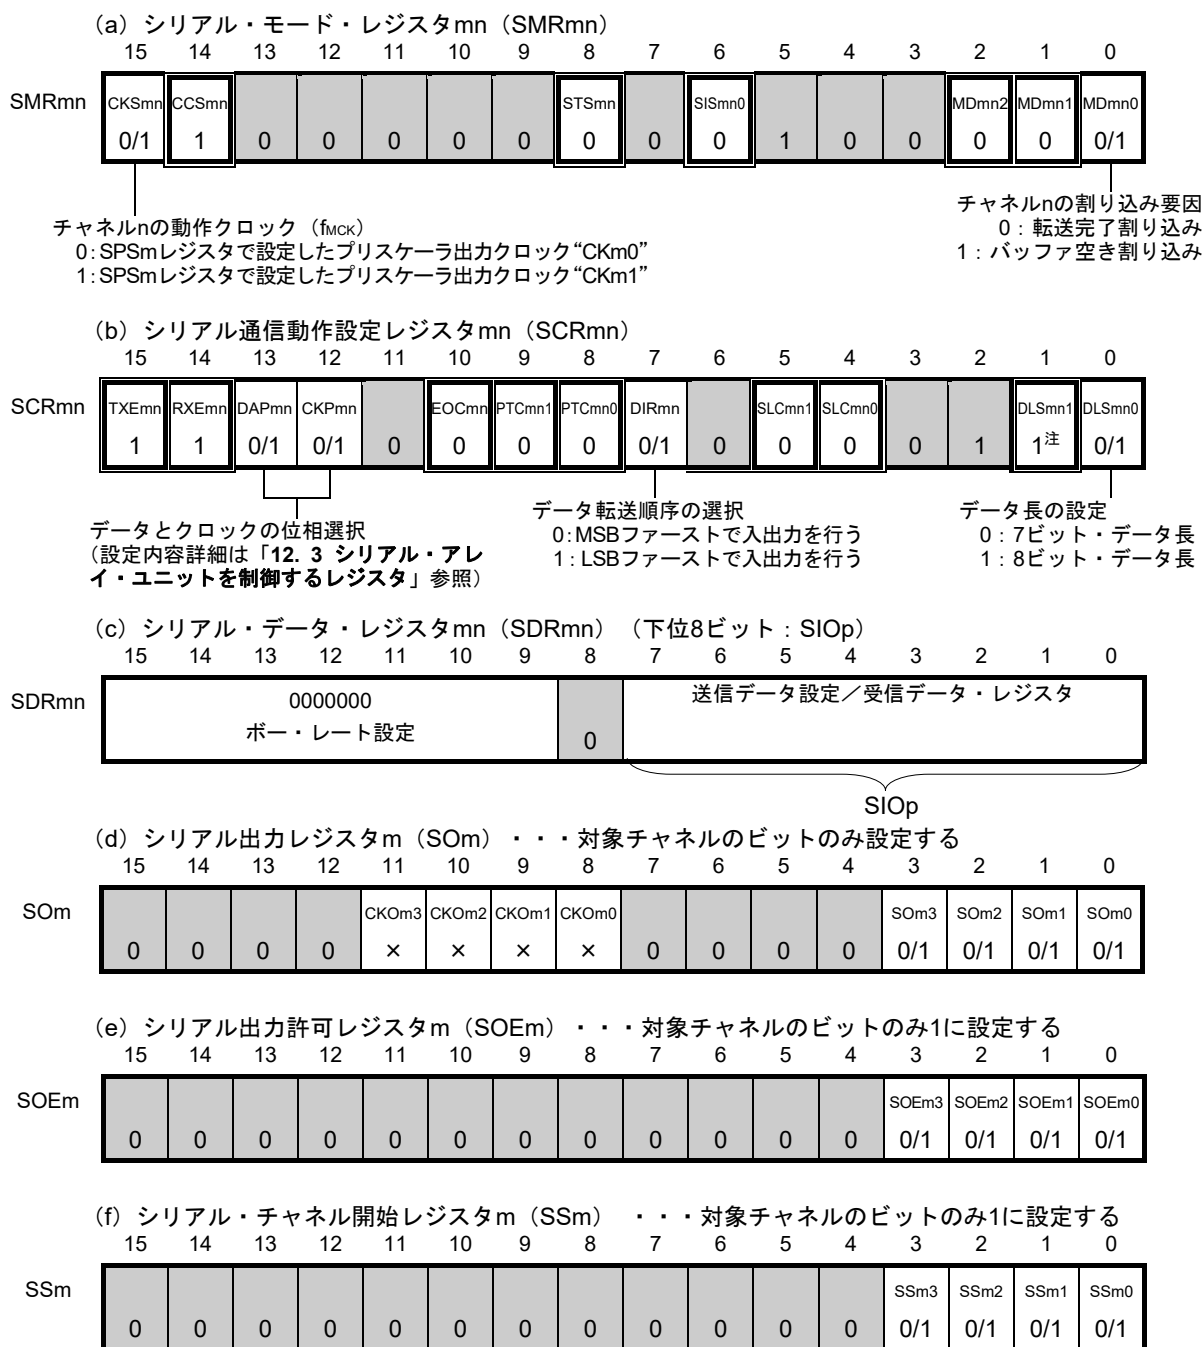 (a) シリアル・モード・レジスタmn（SMRmn）
15 14 13 12 11 10 9 8 7 6 5 4 3 2 1 0
SMRmn CKSmn CCSmn STSmn SISmn0 MDmn2 MDmn1 MDmn0
0/1 1 0 0 0 0 0 0 0 0 1 0 0 0 0 0/1
チャネルnの動作クロック（fMCK）
0：SPSmレジスタで設定したプリスケーラ出力クロック“CKm0”
1：SPSmレジスタで設定したプリスケーラ出力クロック“CKm1”
チャネルnの割り込み要因
0：転送完了割り込み
1：バッファ空き割り込み
(b) シリアル通信動作設定レジスタmn（SCRmn）
15 14 13 12 11 10 9 8 7 6 5 4 3 2 1 0
SCRmn TXEmn RXEmn DAPmn CKPmn EOCmn PTCmn1 PTCmn0 DIRmn SLCmn1 SLCmn0 DLSmn1 DLSmn0
1 1 0/1 0/1 0 0 0 0 0/1 0 0 0 0 1 1注 0/1
データとクロックの位相選択
（設定内容詳細は「12. 3 シリアル・アレ
イ・ユニットを制御するレジスタ」参照）
データ転送順序の選択
0：MSBファーストで入出力を行う
1：LSBファーストで入出力を行う
データ長の設定
0：7ビット・データ長
1：8ビット・データ長
(c) シリアル・データ・レジスタmn（SDRmn）（下位8ビット：SIOp）
15 14 13 12 11 10 9 8 7 6 5 4 3 2 1 0
SDRmn 0000000 送信データ設定／受信データ・レジスタ
ボー・レート設定 0
SIOp
(d) シリアル出力レジスタm（SOm）・・・対象チャネルのビットのみ設定する
15 14 13 12 11 10 9 8 7 6 5 4 3 2 1 0
SOm CKOm3 CKOm2 CKOm1 CKOm0 SOm3 SOm2 SOm1 SOm0
0 0 0 0 × × × × 0 0 0 0 0/1 0/1 0/1 0/1
(e) シリアル出力許可レジスタm（SOEm）・・・対象チャネルのビットのみ1に設定する
15 14 13 12 11 10 9 8 7 6 5 4 3 2 1 0
SOEm SOEm3 SOEm2 SOEm1 SOEm0
0 0 0 0 0 0 0 0 0 0 0 0 0/1 0/1 0/1 0/1
(f) シリアル・チャネル開始レジスタm（SSm） ・・・対象チャネルのビットのみ1に設定する
15 14 13 12 11 10 9 8 7 6 5 4 3 2 1 0
SSm SSm3 SSm2 SSm1 SSm0
0 0 0 0 0 0 0 0 0 0 0 0 0/1 0/1 0/1 0/1